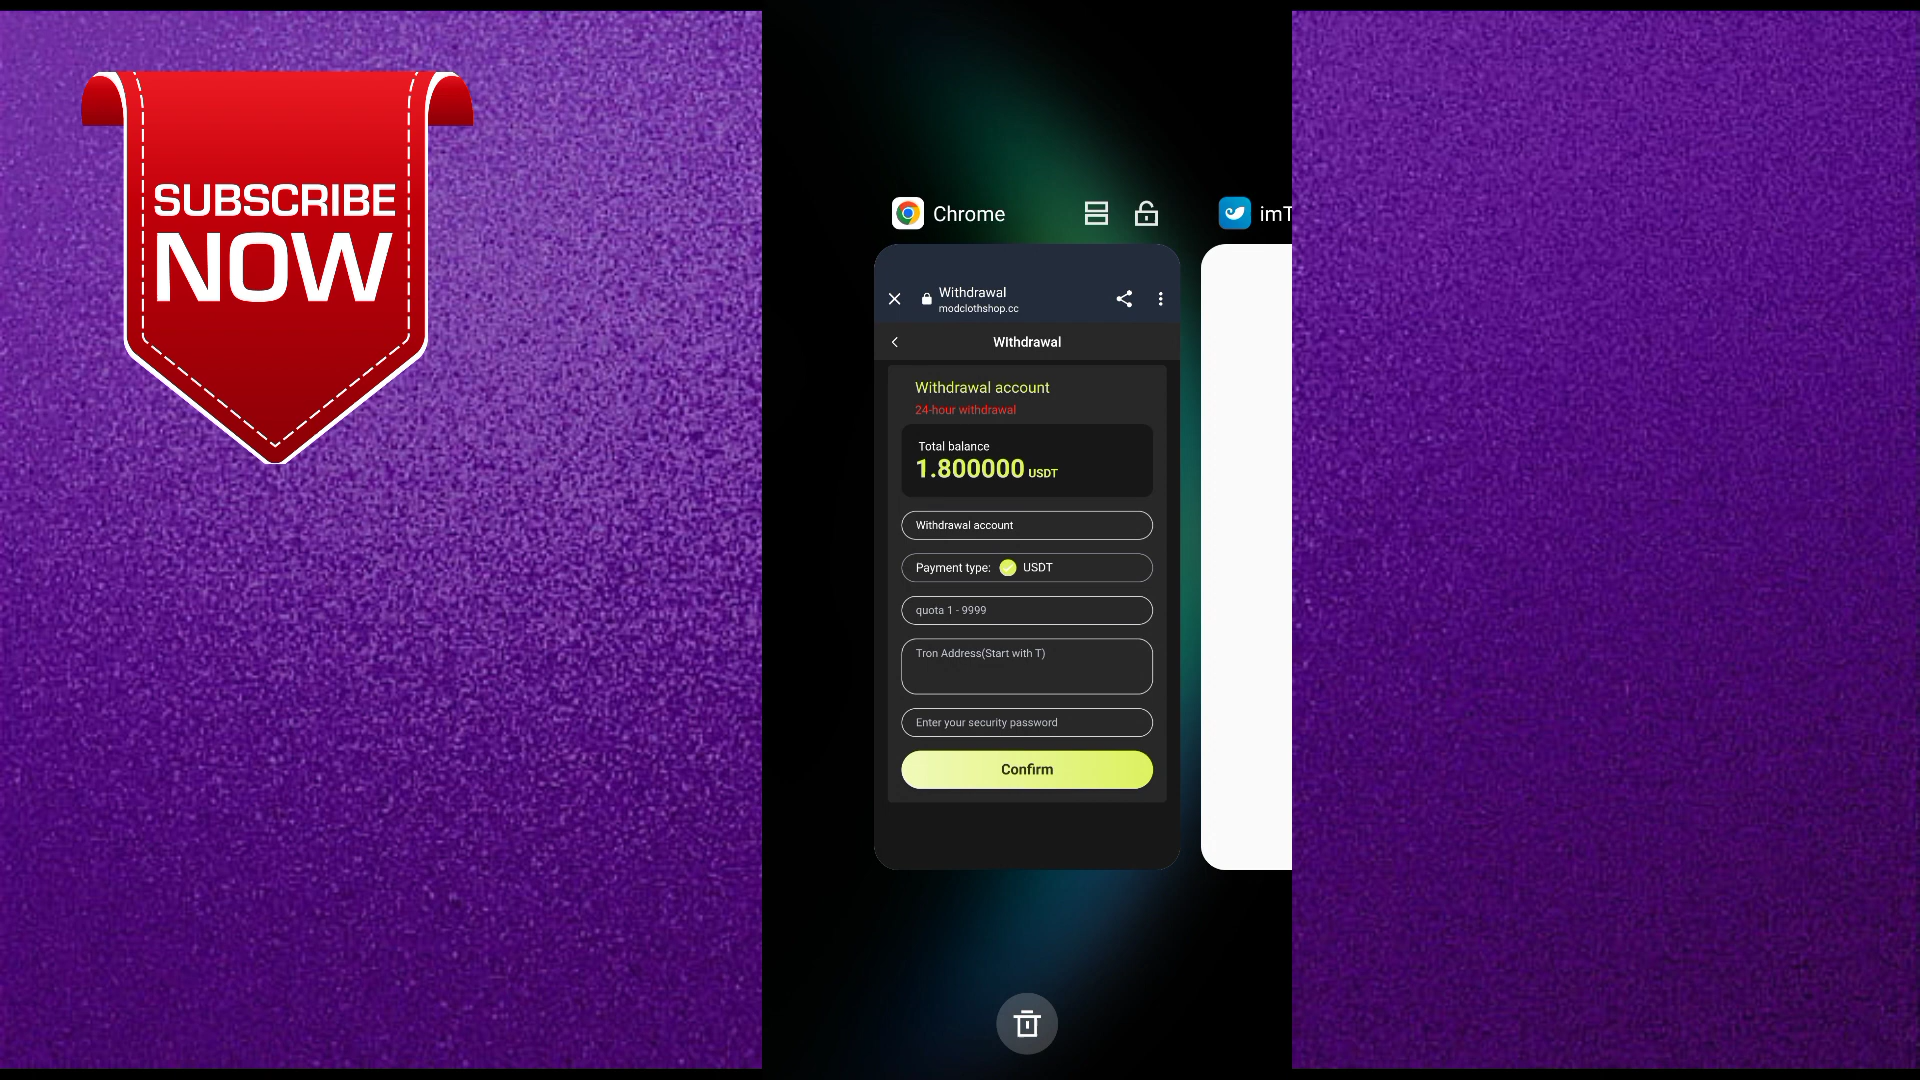 SUBSCRIBE
NOW
Chrome
imT
Withdrawal
modclothshop.cc
Withdrawal
Withdrawal account
24-hour withdrawal
Total balance
1.800000 USDT
Withdrawal account
Payment type: USDT
quota 1 - 9999
Tron Address(Start with T)
Enter your security password
Confirm